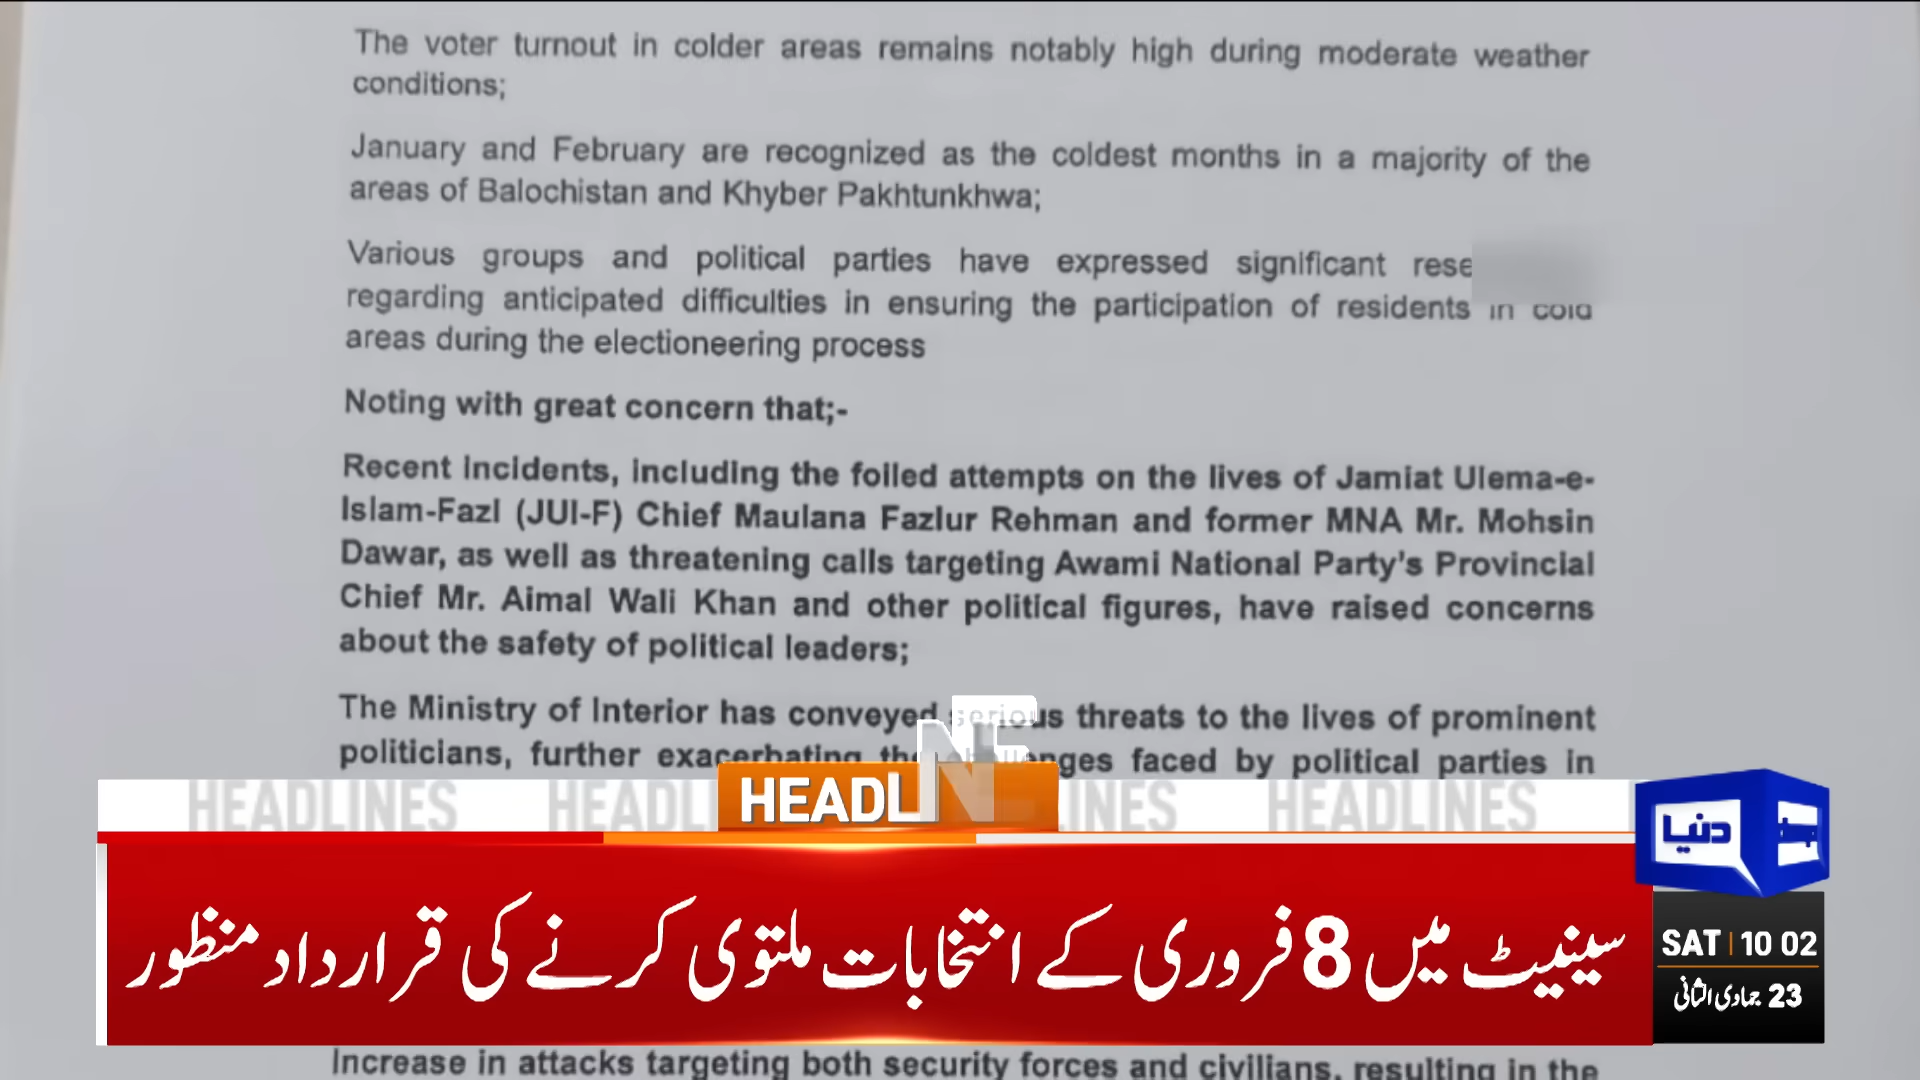 The voter turnout in colder areas remains notably high during moderate weather
conditions;
January and February are recognized as the coldest months in a majority of the
areas of Balochistan and Khyber Pakhtunkhwa;
Various groups and political parties have expressed significant
regarding anticipated difficulties in ensuring the participation of residents in cold
areas during the electioneering process
Noting with great concern that;-
Recent Incidents, including the foiled attempts on the lives of Jamiat Ulema-e-
Islam-Fazl (JUI-F) Chief Maulana Fazlur Rehman and former MNA Mr. Mohsin
Dawar, as well as threatening calls targeting Awami National Party's Provincial
Chief Mr. Aimal Wali Khan and other political figures, have raised concerns
about the safety of political leaders;
The Ministry of Interior has conveyed serious threats to the lives of prominent
politicians, further exacerbating the challenges faced by political parties in
HEADLINES HEADLINES HEADLINES
HEADLINE
دنیا
سینیٹ میں 8 فروری کے انتخابات ملتوی کرنے کی قرارداد منظور
SAT 10 02
23 جمادی الثانی
Increase in attacks targeting both security forces and civilians, resulting in the